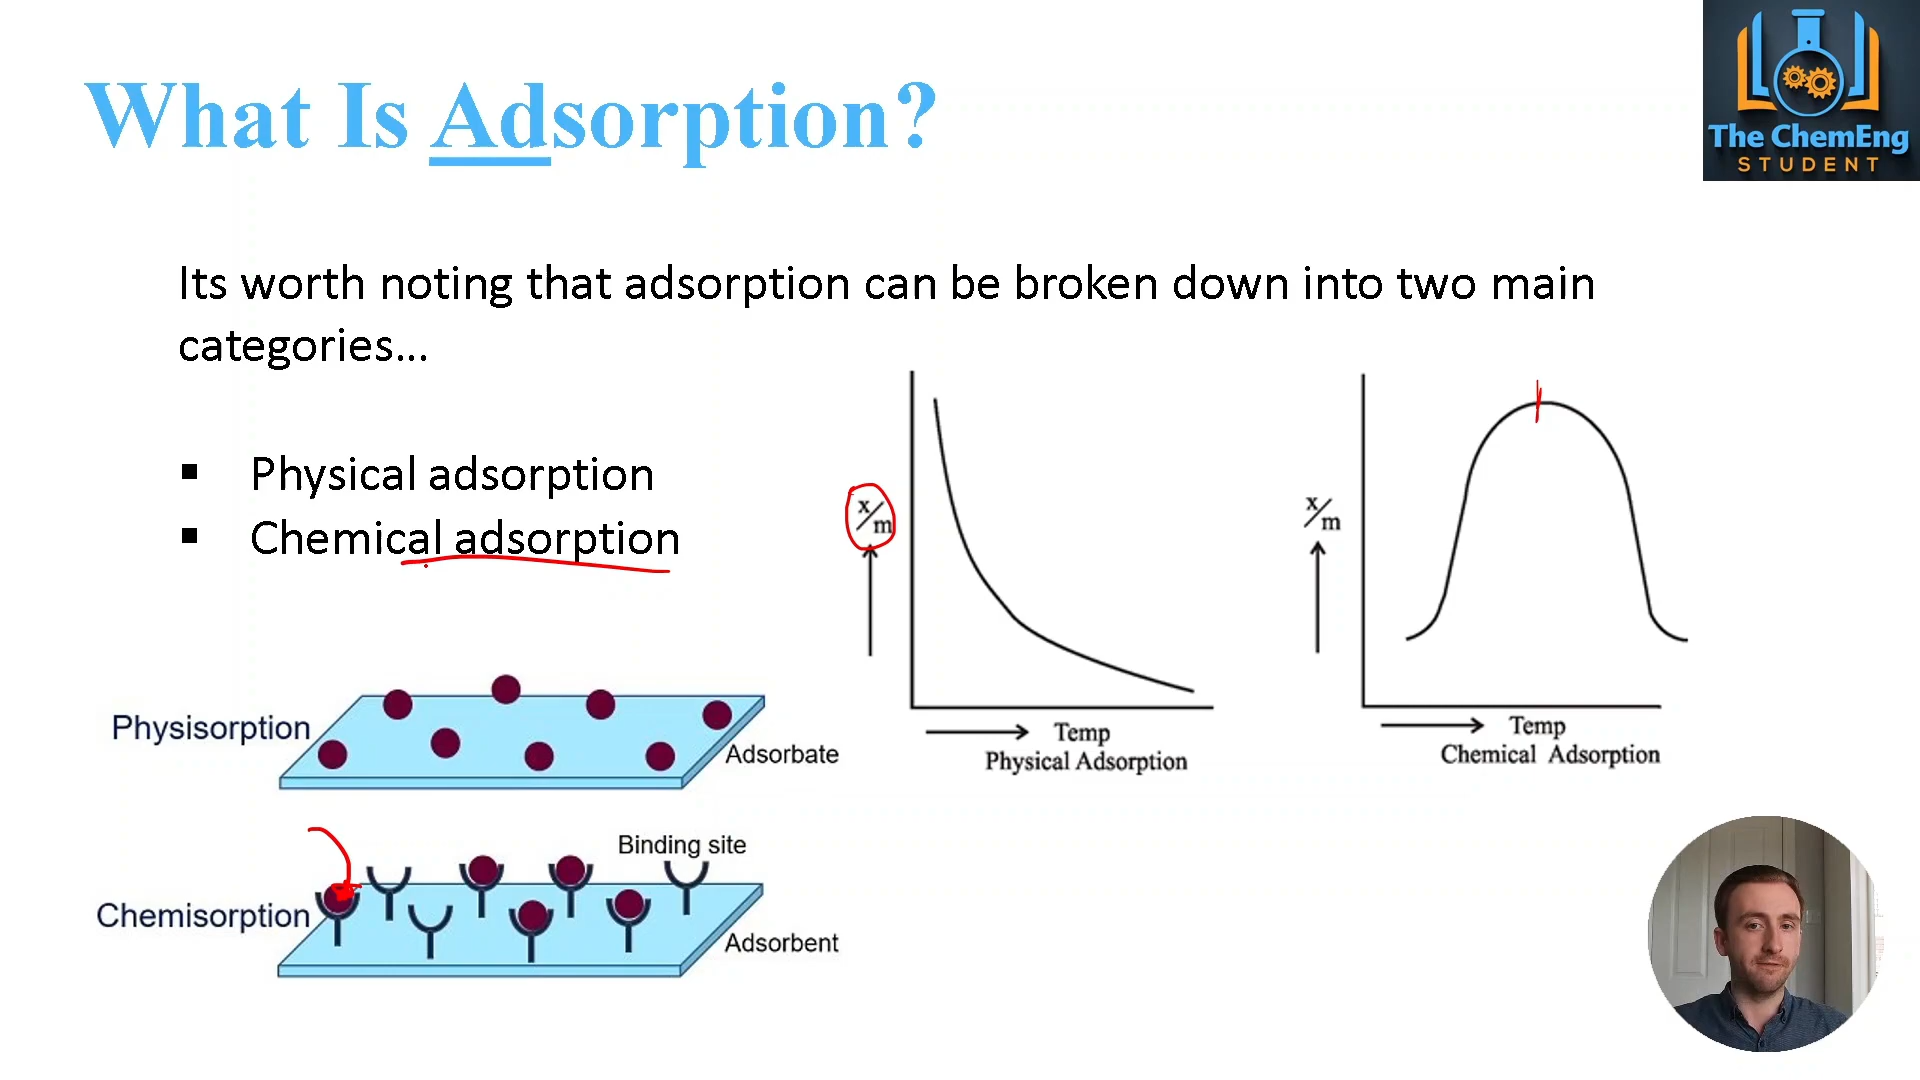 What Is Adsorption?
The ChemEng
STUDENT
Its worth noting that adsorption can be broken down into two main
categories...
▪ Physical adsorption
▪ Chemical adsorption
x/m
Temp
Physical Adsorption
x/m
Temp
Chemical Adsorption
Physisorption
Adsorbate
Binding site
Chemisorption
Adsorbent